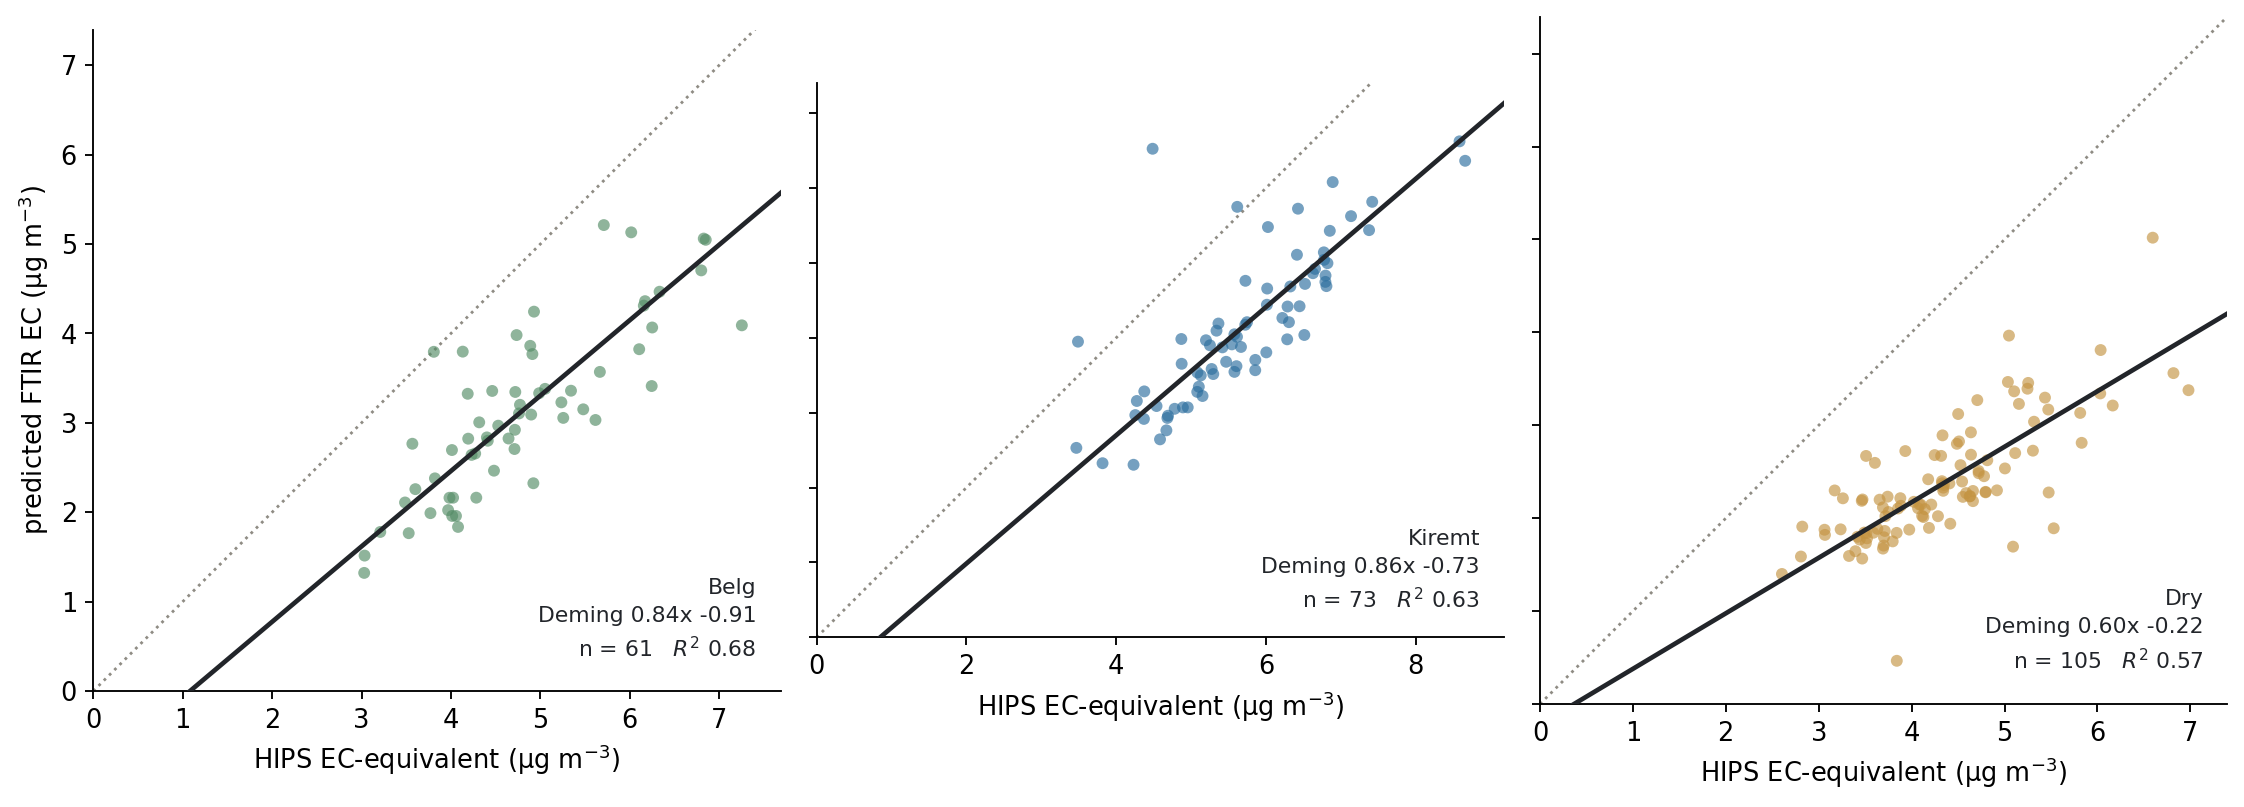 7
6
5
4
3
2
1
0
predicted FTIR EC (µg m⁻³)
Belg
Deming 0.84x -0.91
n = 61 R² 0.68
0 1 2 3 4 5 6 7
HIPS EC-equivalent (µg m⁻³)
Kiremt
Deming 0.86x -0.73
n = 73 R² 0.63
0 2 4 6 8
HIPS EC-equivalent (µg m⁻³)
Dry
Deming 0.60x -0.22
n = 105 R² 0.57
0 1 2 3 4 5 6 7
HIPS EC-equivalent (µg m⁻³)